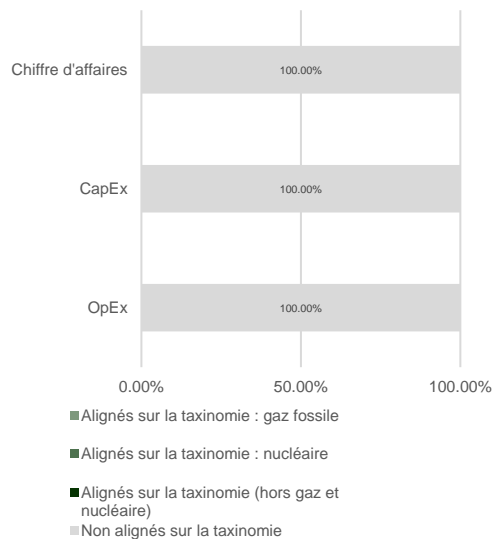 Chiffre d'affaires
100.00%
CapEx
100.00%
OpEx
100.00%
0.00% 50.00% 100.00%
Alignés sur la taxinomie : gaz fossile
Alignés sur la taxinomie : nucléaire
Alignés sur la taxinomie (hors gaz et
nucléaire)
Non alignés sur la taxinomie